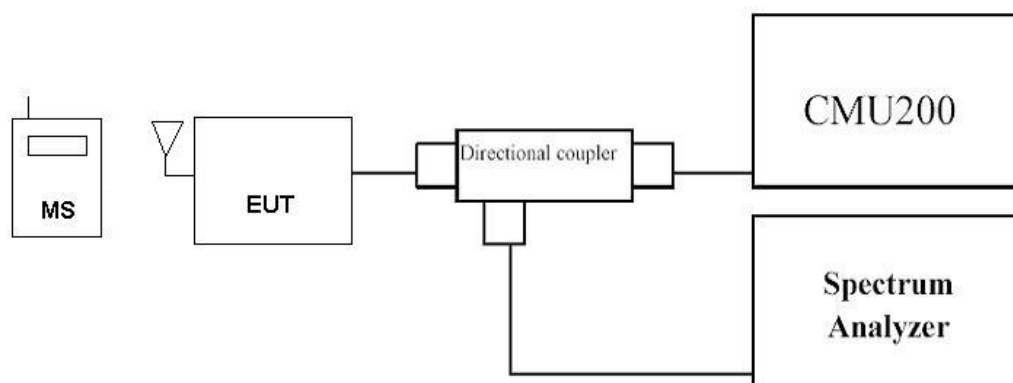 MS
EUT
Directional coupler
CMU200
Spectrum
Analyzer